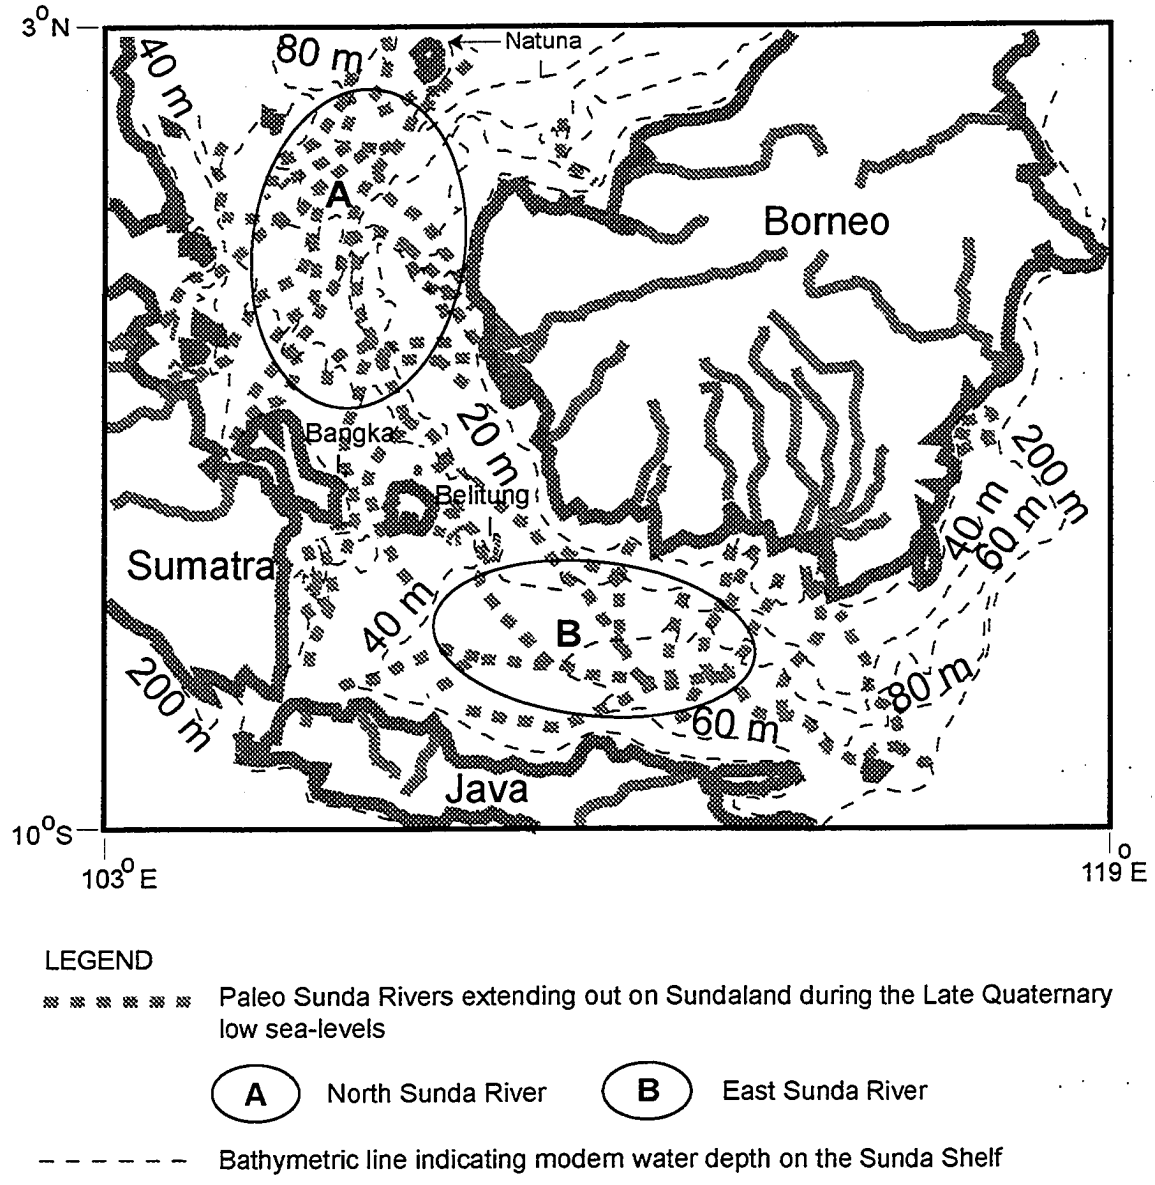 3°N
40 m
80 m
Natuna
A
Borneo
Bangka
20 m
Belitung
200 m
40 m
60 m
Sumatra
40 m
B
200 m
80 m
60 m
Java
10°S
103° E
119° E
LEGEND
Paleo Sunda Rivers extending out on Sundaland during the Late Quaternary
low sea-levels
A North Sunda River B East Sunda River
Bathymetric line indicating modern water depth on the Sunda Shelf